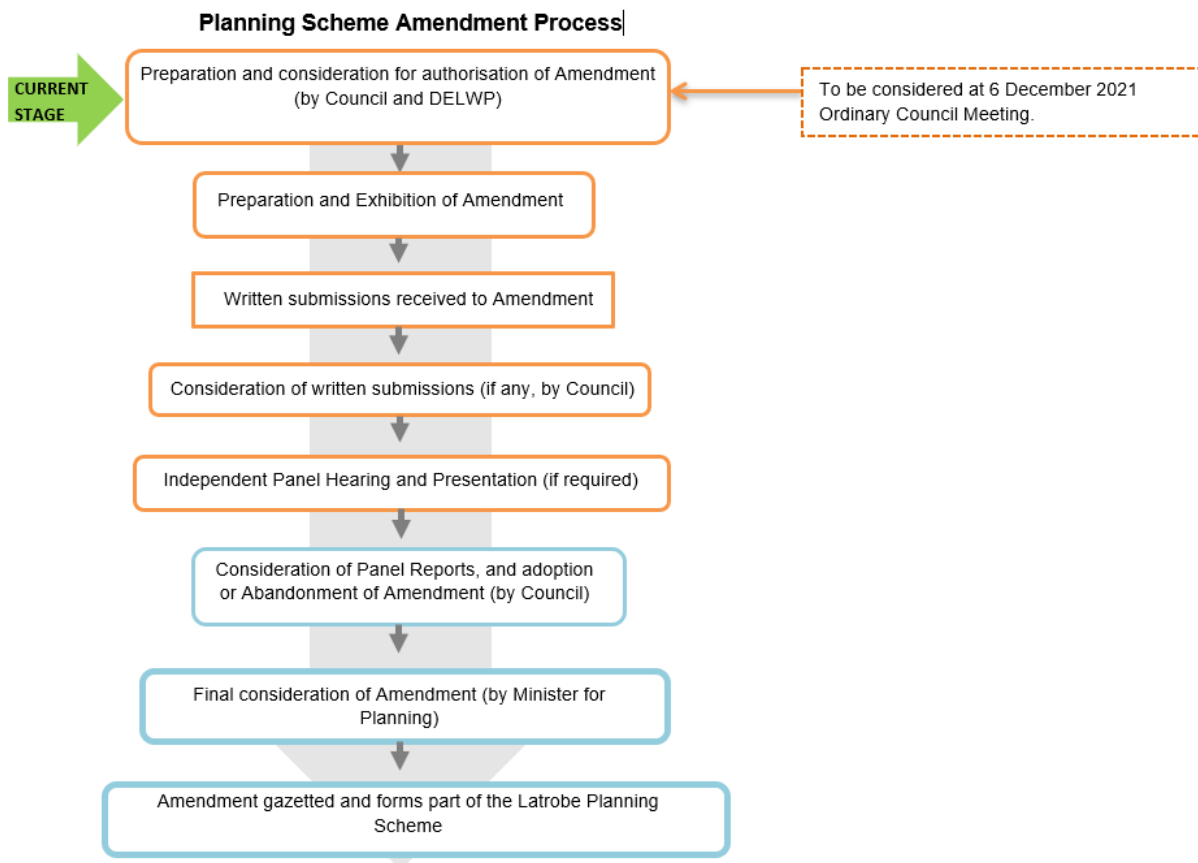 Planning Scheme Amendment Process
CURRENT
STAGE
Preparation and consideration for authorisation of Amendment
(by Council and DELWP)
To be considered at 6 December 2021
Ordinary Council Meeting.
Preparation and Exhibition of Amendment
Written submissions received to Amendment
Consideration of written submissions (if any, by Council)
Independent Panel Hearing and Presentation (if required)
Consideration of Panel Reports, and adoption
or Abandonment of Amendment (by Council)
Final consideration of Amendment (by Minister for
Planning)
Amendment gazetted and forms part of the Latrobe Planning
Scheme